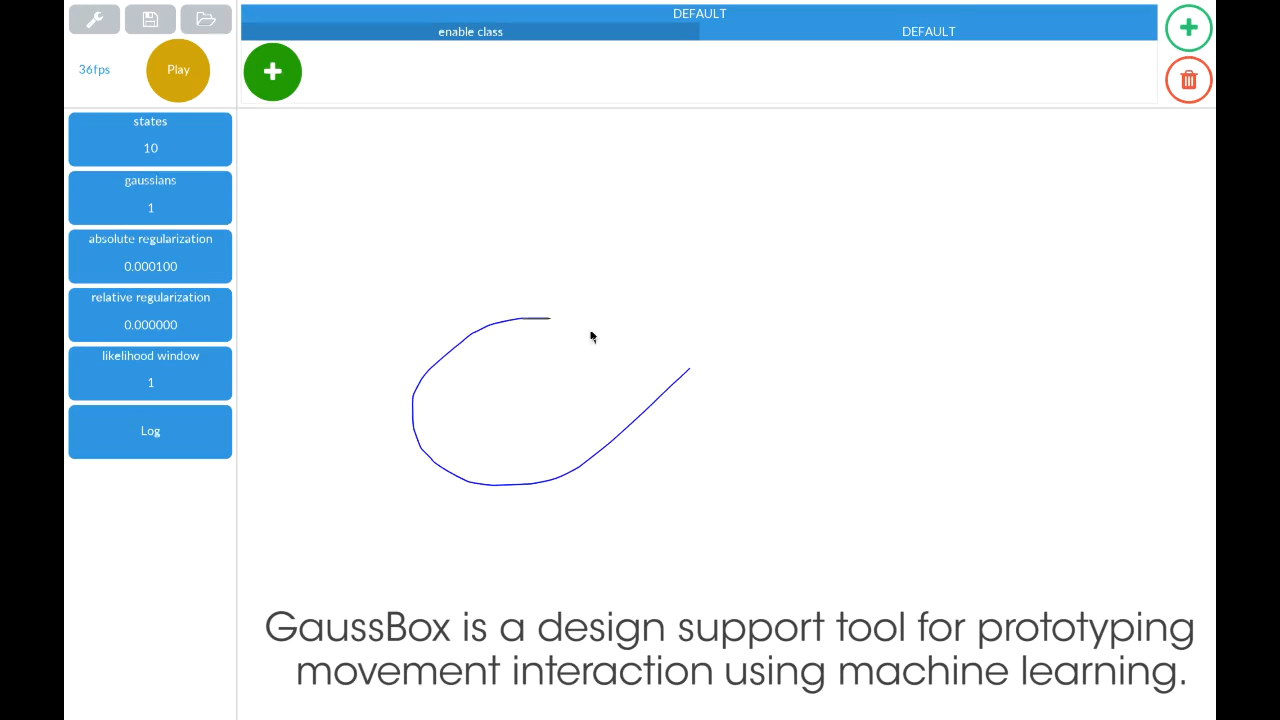 DEFAULT
enable class
DEFAULT
36fps
Play
states
10
gaussians
1
absolute regularization
0.000100
relative regularization
0.000000
likelihood window
1
Log
GaussBox is a design support tool for prototyping
movement interaction using machine learning.